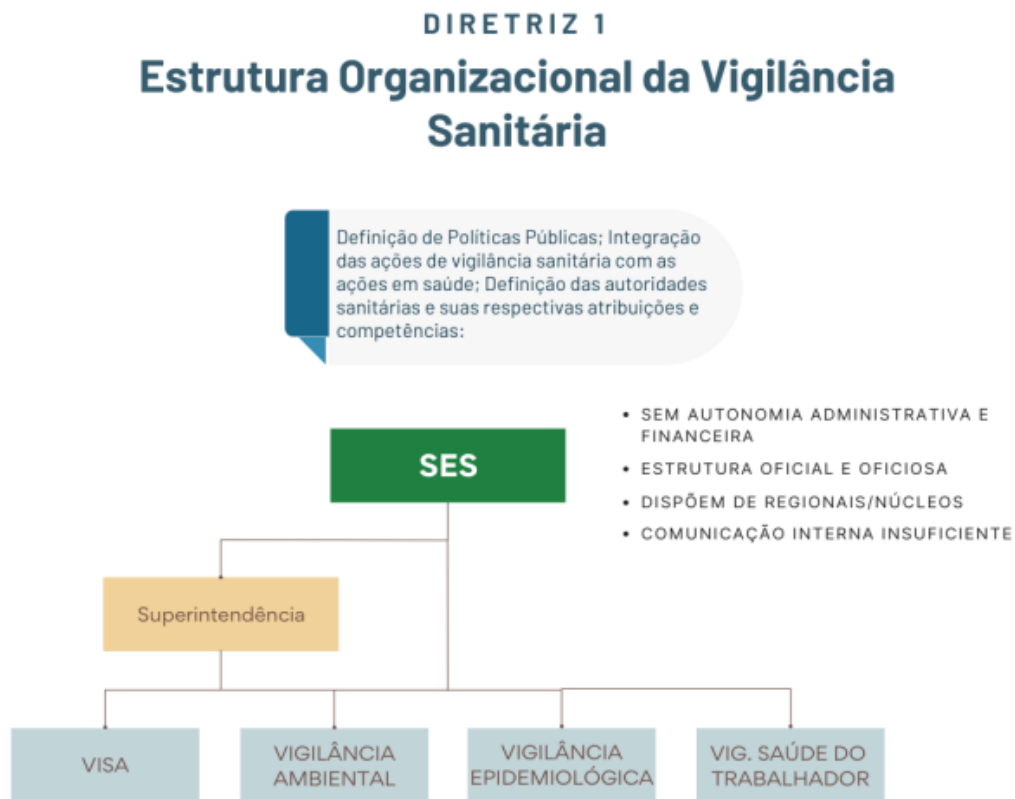 DIRETRIZ 1
Estrutura Organizacional da Vigilância
Sanitária
Definição de Políticas Públicas; Integração
das ações de vigilância sanitária com as
ações em saúde; Definição das autoridades
sanitárias e suas respectivas atribuições e
competências:
• SEM AUTONOMIA ADMINISTRATIVA E
FINANCEIRA
• ESTRUTURA OFICIAL E OFICIOSA
• DISPÕEM DE REGIONAIS/NÚCLEOS
• COMUNICAÇÃO INTERNA INSUFICIENTE
SES
Superintendência
VISA
VIGILÂNCIA
AMBIENTAL
VIGILÂNCIA
EPIDEMIOLÓGICA
VIG. SAÚDE DO
TRABALHADOR